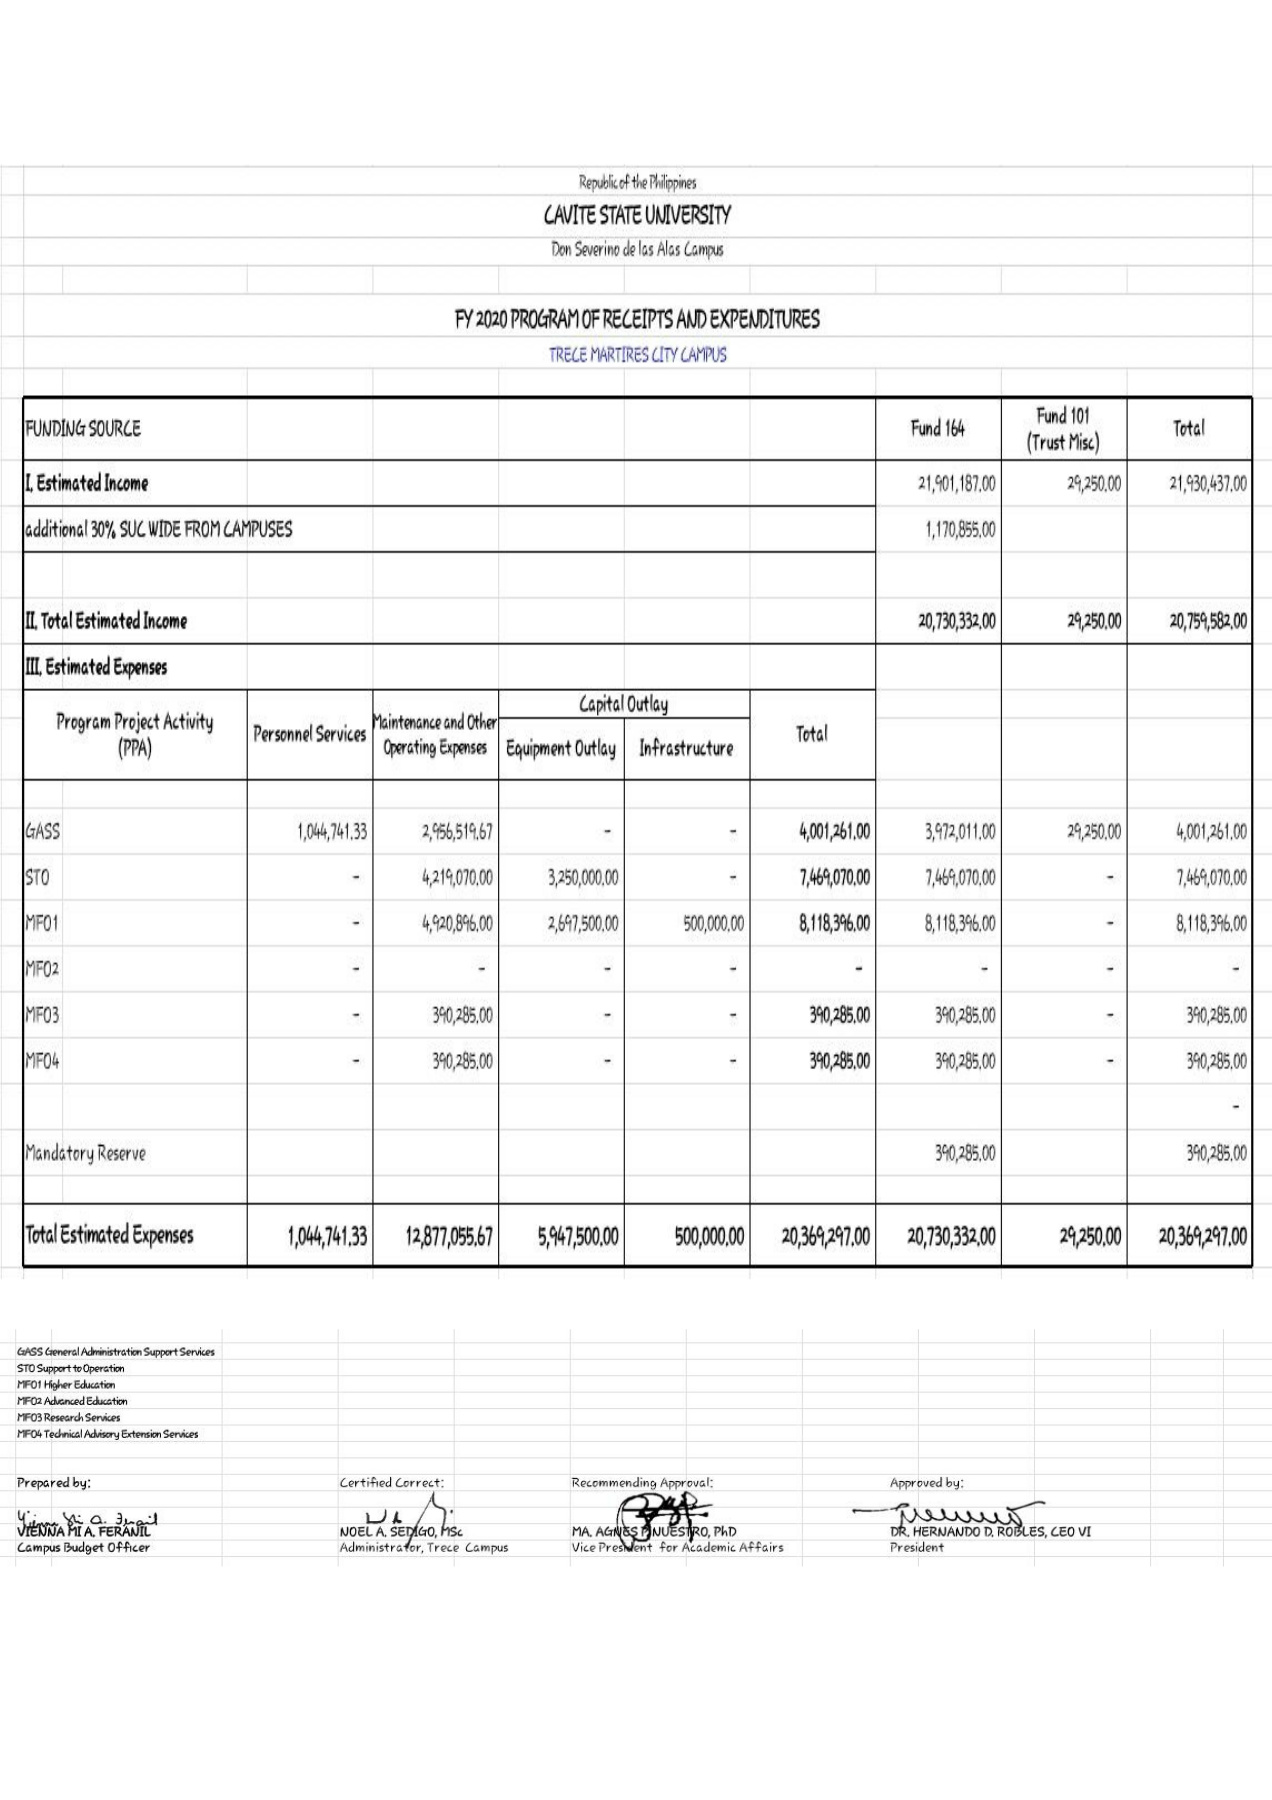 Republic of the Philippines
CAVITE STATE UNIVERSITY
Don Severino de las Alas Campus
FY 2020 PROGRAM OF RECEIPTS AND EXPENDITURES
TRECE MARTIRES CITY CAMPUS
FUNDING SOURCE Fund 164 Fund 101 (Trust Misc) Total
I. Estimated Income 21,901,187.00 29,250.00 21,930,437.00
additional 30% SUC WIDE FROM CAMPUSES 1,170,855.00
II. Total Estimated Income 20,730,332.00 29,250.00 20,759,582.00
III. Estimated Expenses
Capital Outlay
Program Project Activity (PPA) Personnel Services Maintenance and Other Operating Expenses Equipment Outlay Infrastructure Total
GASS 1,044,741.33 2,956,519.67 - - 4,001,261.00 3,972,011.00 29,250.00 4,001,261.00
STO - 4,219,070.00 3,250,000.00 - 7,469,070.00 7,469,070.00 - 7,469,070.00
MFO1 - 4,920,896.00 2,697,500.00 500,000.00 8,118,396.00 8,118,396.00 - 8,118,396.00
MFO2 - - - - - - - -
MFO3 - 390,285.00 - - 390,285.00 390,285.00 - 390,285.00
MFO4 - 390,285.00 - - 390,285.00 390,285.00 - 390,285.00
-
Mandatory Reserve 390,285.00 390,285.00
Total Estimated Expenses 1,044,741.33 12,877,055.67 5,947,500.00 500,000.00 20,369,297.00 20,730,332.00 29,250.00 20,369,297.00
GASS General Administration Support Services
STO Support to Operation
MFO1 Higher Education
MFO2 Advanced Education
MFO3 Research Services
MFO4 Technical Advisory Extension Services
Prepared by: Certified Correct: Recommending Approval: Approved by:
VIENNA MI A. FERANIL NOEL A. SEDIGO, MSc MA. AGNES P. NUESTRO, PhD DR. HERNANDO D. ROBLES, CEO VI
Campus Budget Officer Administrator, Trece Campus Vice President for Academic Affairs President